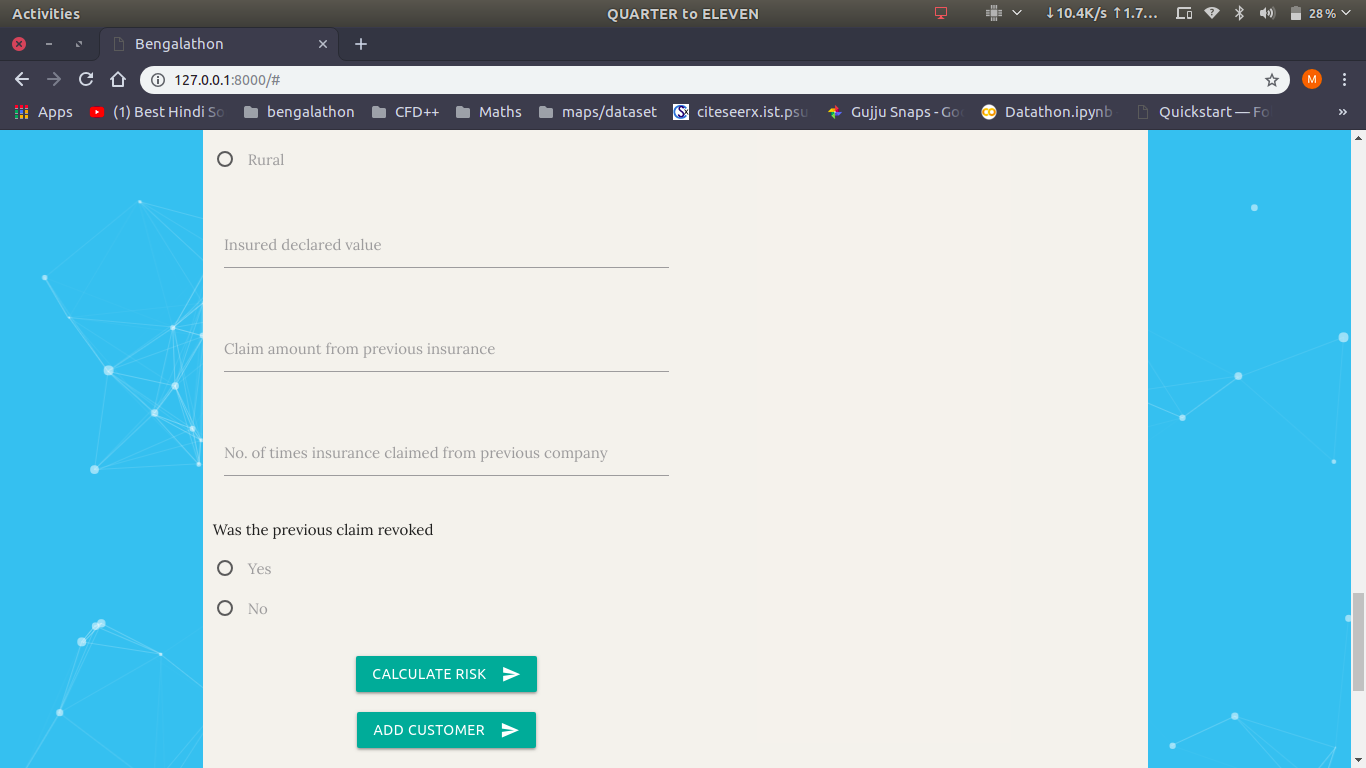 Activities QUARTER to ELEVEN ↓10.4K/s ↑1.7... 28 %
Bengalathon
127.0.0.1:8000/# M
Apps (1) Best Hindi So bengalathon CFD++ Maths maps/dataset citeseerx.ist.psu Gujju Snaps - Goo Datathon.ipynb Quickstart — Fo »
Rural
Insured declared value
Claim amount from previous insurance
No. of times insurance claimed from previous company
Was the previous claim revoked
Yes
No
CALCULATE RISK
ADD CUSTOMER